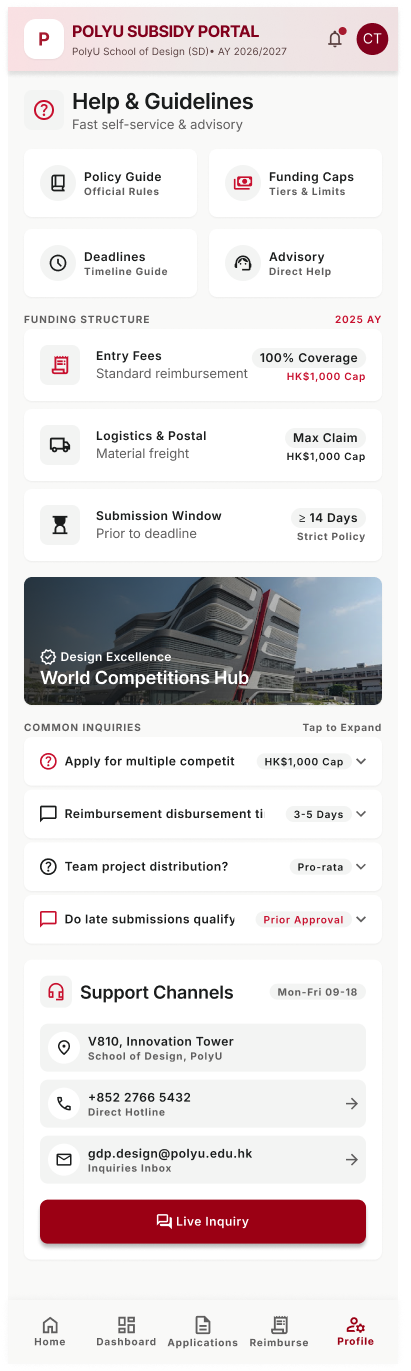 P
POLYU SUBSIDY PORTAL
PolyU School of Design (SD)• AY 2026/2027
CT
Help & Guidelines
Fast self-service & advisory
Policy Guide
Official Rules
Funding Caps
Tiers & Limits
Deadlines
Timeline Guide
Advisory
Direct Help
FUNDING STRUCTURE
2025 AY
Entry Fees
Standard reimbursement
100% Coverage
HK$1,000 Cap
Logistics & Postal
Material freight
Max Claim
HK$1,000 Cap
Submission Window
Prior to deadline
≥ 14 Days
Strict Policy
Design Excellence
World Competitions Hub
COMMON INQUIRIES
Tap to Expand
Apply for multiple competit
HK$1,000 Cap
Reimbursement disbursement ti
3-5 Days
Team project distribution?
Pro-rata
Do late submissions qualify
Prior Approval
Support Channels
Mon-Fri 09-18
V810, Innovation Tower
School of Design, PolyU
+852 2766 5432
Direct Hotline
gdp.design@polyu.edu.hk
Inquiries Inbox
Live Inquiry
Home
Dashboard
Applications
Reimburse
Profile